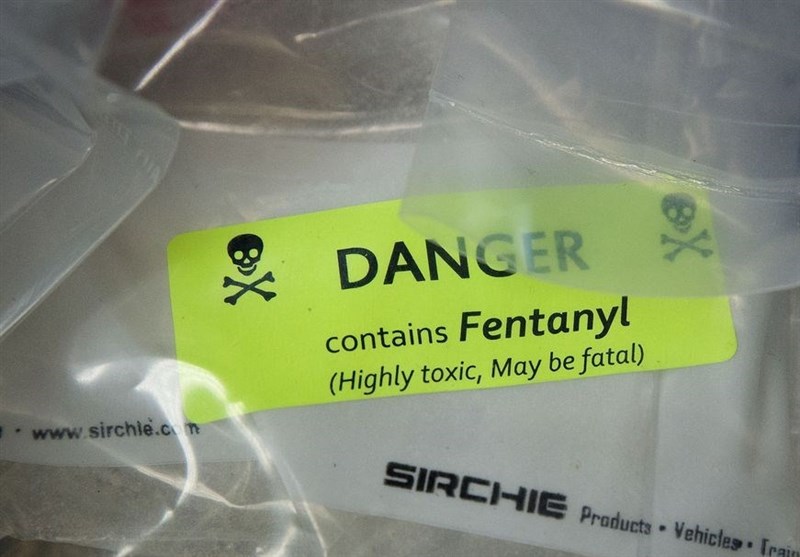 DANGER
contains Fentanyl
(Highly toxic, May be fatal)
www.sirchie.com
SIRCHIE Products • Vehicles •